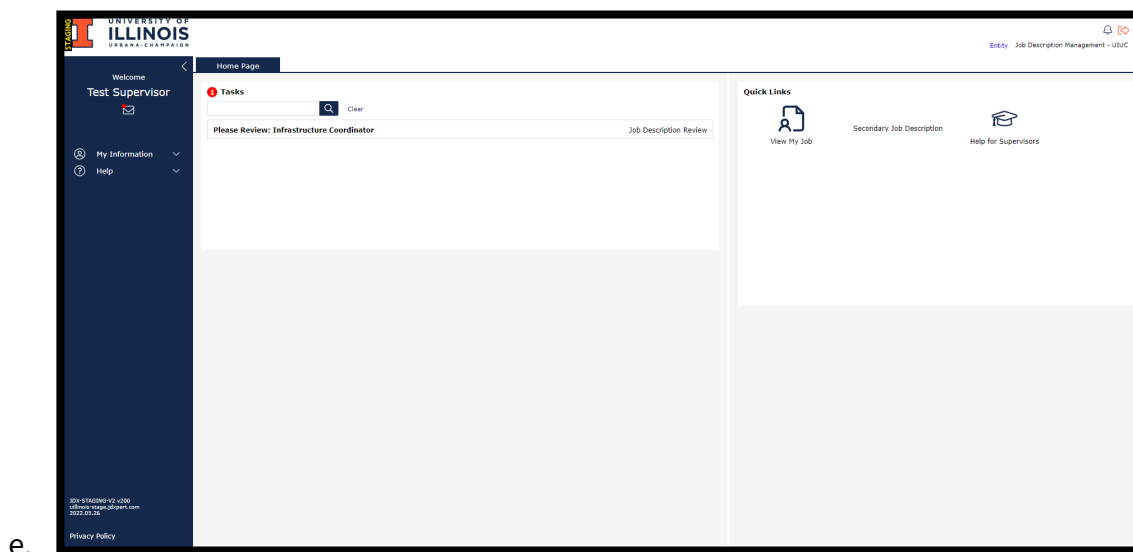 STAGING
UNIVERSITY OF
ILLINOIS
URBANA-CHAMPAIGN
Entity Job Description Management - UIUC
Home Page
Welcome
Test Supervisor
My Information
Help
1 Tasks
Clear
Please Review: Infrastructure Coordinator Job Description Review
Quick Links
View My Job
Secondary Job Description
Help for Supervisors
JDX-STAGING-V2 v200
uillinois-stage.jdxpert.com
2022.05.26
Privacy Policy
e.